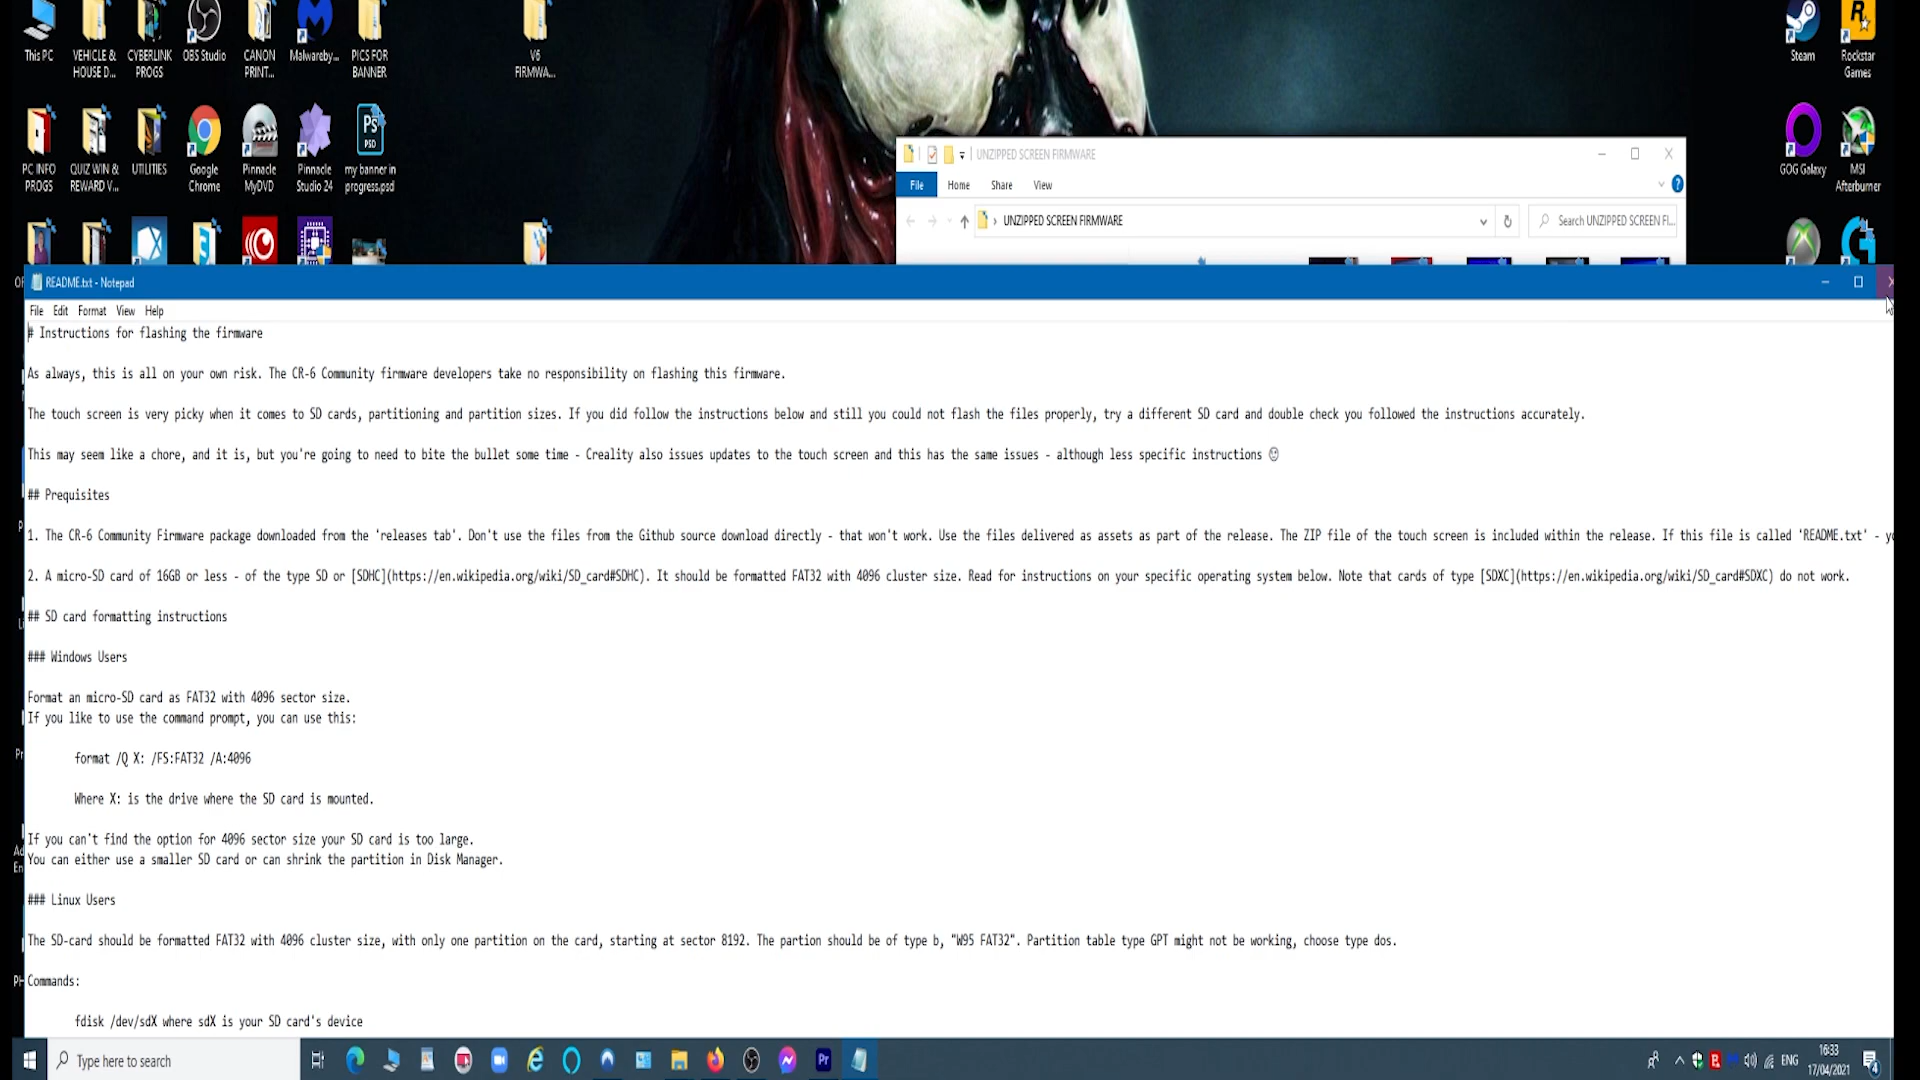 This PC
VEHICLE & HOUSE D...
CYBERLINK PROGS
OBS Studio
CANON PRINT...
Malwareby...
PICS FOR BANNER
V6 FIRMWA...
Steam
Rockstar Games
PC INFO PROGS
QUIZ WIN & REWARD V...
UTILITIES
Google Chrome
Pinnacle MyDVD
Pinnacle Studio 24
my banner in progress.psd
GOG Galaxy
MSI Afterburner
UNZIPPED SCREEN FIRMWARE
File Home Share View
UNZIPPED SCREEN FIRMWARE
Search UNZIPPED SCREEN FI...
README.txt - Notepad
File Edit Format View Help
# Instructions for flashing the firmware
As always, this is all on your own risk. The CR-6 Community firmware developers take no responsibility on flashing this firmware.
The touch screen is very picky when it comes to SD cards, partitioning and partition sizes. If you did follow the instructions below and still you could not flash the files properly, try a different SD card and double check you followed the instructions accurately.
This may seem like a chore, and it is, but you're going to need to bite the bullet some time - Creality also issues updates to the touch screen and this has the same issues - although less specific instructions ☺
## Prequisites
1. The CR-6 Community Firmware package downloaded from the 'releases tab'. Don't use the files from the Github source download directly - that won't work. Use the files delivered as assets as part of the release. The ZIP file of the touch screen is included within the release. If this file is called 'README.txt' -
2. A micro-SD card of 16GB or less - of the type SD or [SDHC](https://en.wikipedia.org/wiki/SD_card#SDHC). It should be formatted FAT32 with 4096 cluster size. Read for instructions on your specific operating system below. Note that cards of type [SDXC](https://en.wikipedia.org/wiki/SD_card#SDXC) do not work.
## SD card formatting instructions
### Windows Users
Format an micro-SD card as FAT32 with 4096 sector size.
If you like to use the command prompt, you can use this:
format /Q X: /FS:FAT32 /A:4096
Where X: is the drive where the SD card is mounted.
If you can't find the option for 4096 sector size your SD card is too large.
You can either use a smaller SD card or can shrink the partition in Disk Manager.
### Linux Users
The SD-card should be formatted FAT32 with 4096 cluster size, with only one partition on the card, starting at sector 8192. The partion should be of type b, "W95 FAT32". Partition table type GPT might not be working, choose type dos.
Commands:
fdisk /dev/sdX where sdX is your SD card's device
Type here to search
ENG
16:33
17/04/2021